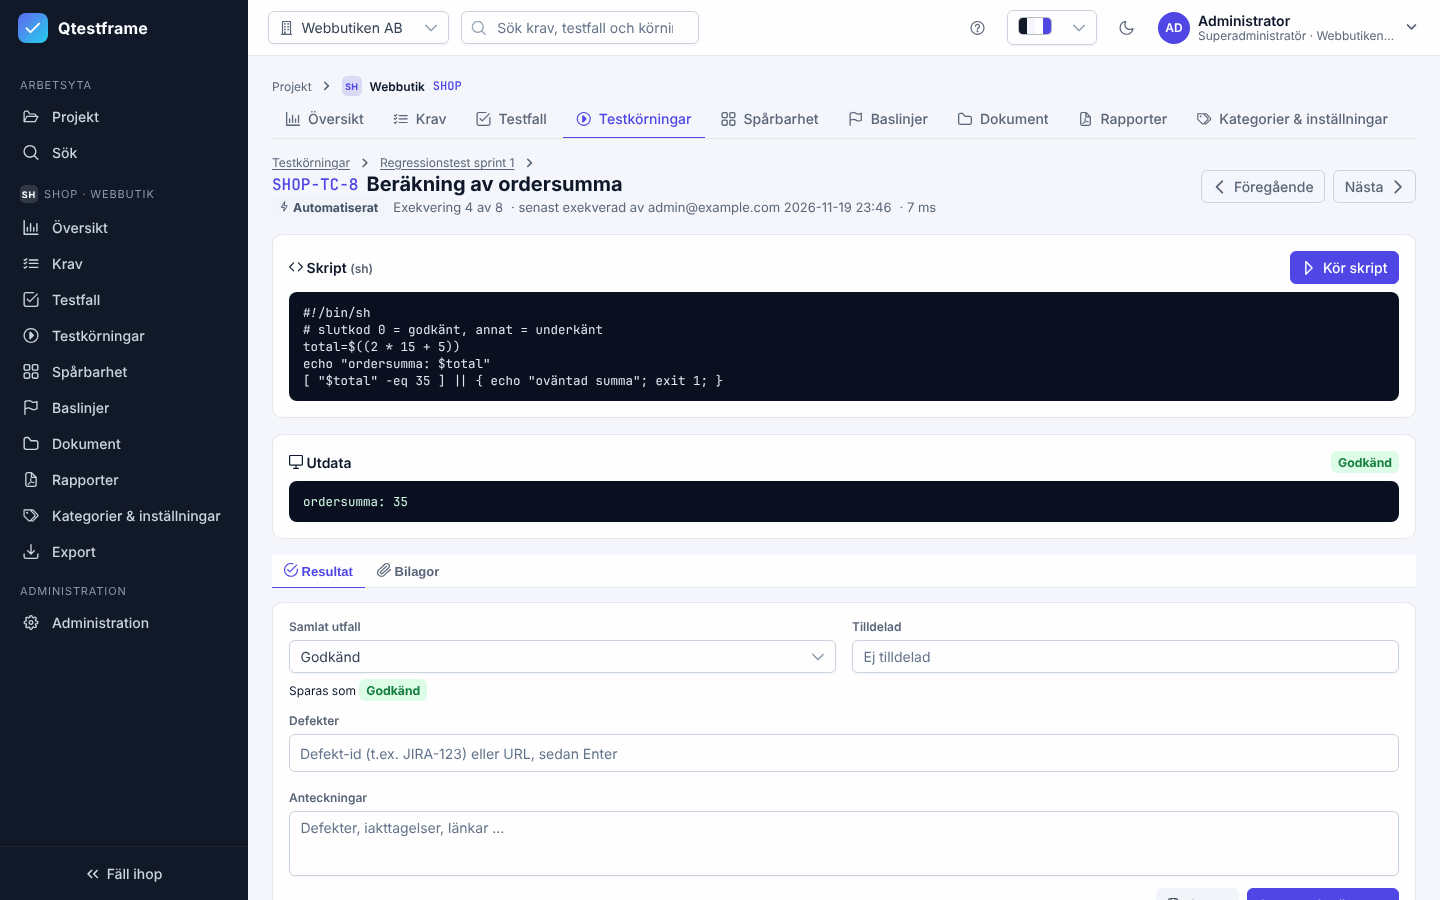 Qtestframe
Webbutiken AB
Sök krav, testfall och körnin
AD
Administrator
Superadministratör · Webbutiken...
ARBETSYTA
Projekt
Sök
SH SHOP · WEBBUTIK
Översikt
Krav
Testfall
Testkörningar
Spårbarhet
Baslinjer
Dokument
Rapporter
Kategorier & inställningar
Export
ADMINISTRATION
Administration
Fäll ihop
Projekt > SH Webbutik SHOP
Översikt Krav Testfall Testkörningar Spårbarhet Baslinjer Dokument Rapporter Kategorier & inställningar
Testkörningar > Regressionstest sprint 1 >
SHOP-TC-8 Beräkning av ordersumma
Föregående Nästa
Automatiserat Exekvering 4 av 8 · senast exekverad av admin@example.com 2026-11-19 23:46 · 7 ms
Skript (sh)
Kör skript
#!/bin/sh
# slutkod 0 = godkänt, annat = underkänt
total=$((2 * 15 + 5))
echo "ordersumma: $total"
[ "$total" -eq 35 ] || { echo "oväntad summa"; exit 1; }
Utdata
Godkänd
ordersumma: 35
Resultat Bilagor
Samlat utfall
Tilldelad
Godkänd
Ej tilldelad
Sparas som Godkänd
Defekter
Defekt-id (t.ex. JIRA-123) eller URL, sedan Enter
Anteckningar
Defekter, iakttagelser, länkar ...